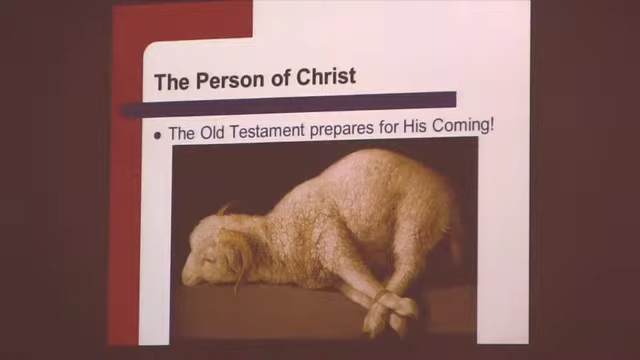 The Person of Christ
• The Old Testament prepares for His Coming!